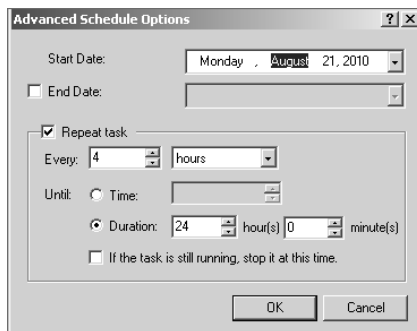 Advanced Schedule Options
Start Date: Monday , August 21, 2010
End Date:
Repeat task
Every: 4 hours
Until: Time:
Duration: 24 hour(s) 0 minute(s)
If the task is still running, stop it at this time.
OK Cancel